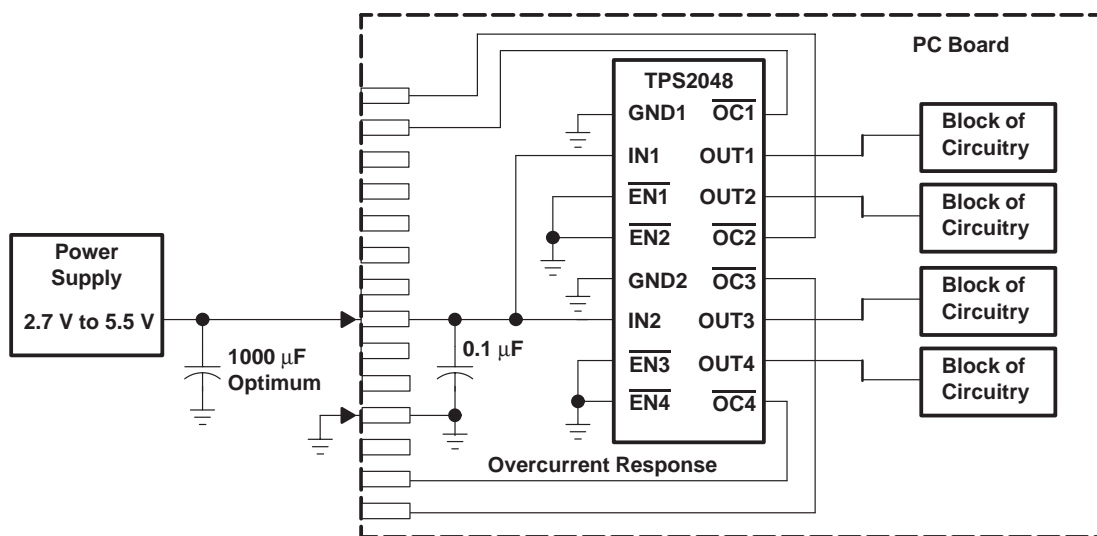 PC Board
TPS2048
GND1 OC1
IN1 OUT1
EN1 OUT2
EN2 OC2
GND2 OC3
IN2 OUT3
EN3 OUT4
EN4 OC4
Block of
Circuitry
Block of
Circuitry
Block of
Circuitry
Block of
Circuitry
Power
Supply
2.7 V to 5.5 V
1000 μF
Optimum
0.1 μF
Overcurrent Response